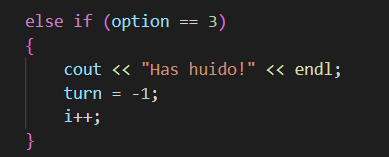 else if (option == 3)
{
cout << "Has huido!" << endl;
turn = -1;
i++;
}